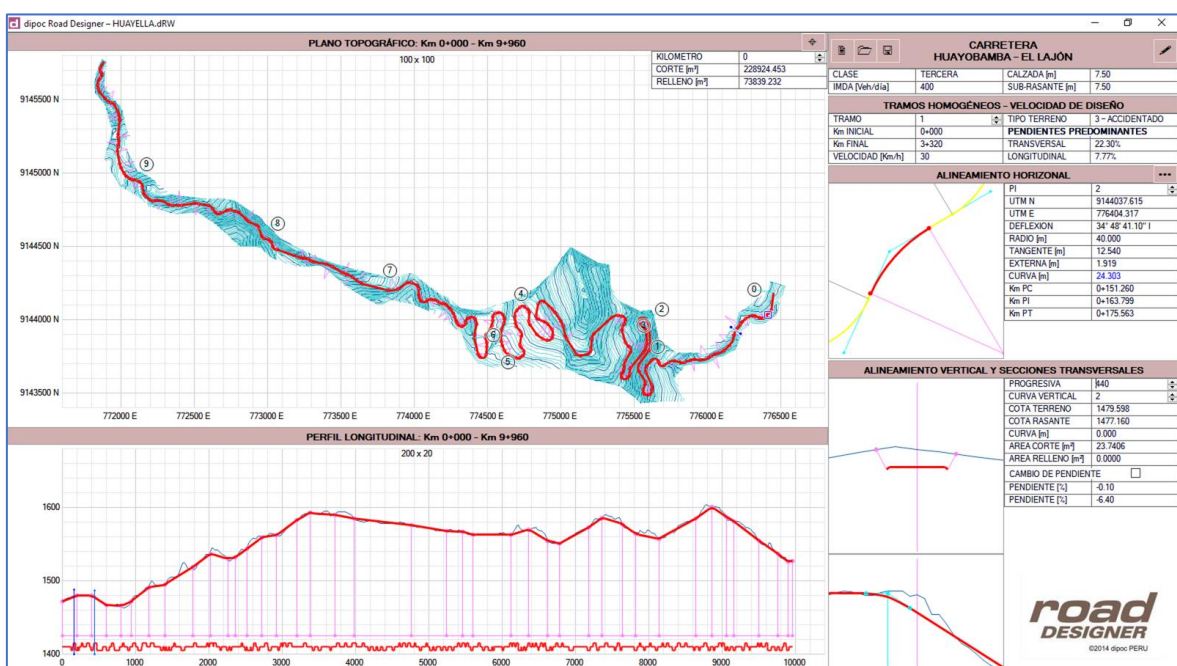 dipoc Road Designer – HUAYELLA.dRW
PLANO TOPOGRÁFICO: Km 0+000 - Km 9+960
100 x 100
KILOMETRO 0
CORTE [m³] 228924.453
RELLENO [m³] 73839.232
9145500 N
9145000 N
9144500 N
9144000 N
9143500 N
9
8
7
4
6
5
2
1
0
772000 E 772500 E 773000 E 773500 E 774000 E 774500 E 775000 E 775500 E 776000 E 776500 E
PERFIL LONGITUDINAL: Km 0+000 - Km 9+960
200 x 20
1600
1500
1400
0 1000 2000 3000 4000 5000 6000 7000 8000 9000 10000
CARRETERA
HUAYOBAMBA – EL LAJÓN
CLASE TERCERA CALZADA [m] 7.50
IMDA [Veh/día] 400 SUB-RASANTE [m] 7.50
TRAMOS HOMOGÉNEOS - VELOCIDAD DE DISEÑO
TRAMO 1 TIPO TERRENO 3 – ACCIDENTADO
Km INICIAL 0+000 PENDIENTES PREDOMINANTES
Km FINAL 3+320 TRANSVERSAL 22.30%
VELOCIDAD [Km/h] 30 LONGITUDINAL 7.77%
ALINEAMIENTO HORIZONAL
PI 2
UTM N 9144037.615
UTM E 776404.317
DEFLEXION 34° 48' 41.10" I
RADIO [m] 40.000
TANGENTE [m] 12.540
EXTERNA [m] 1.919
CURVA [m] 24.303
Km PC 0+151.260
Km PI 0+163.799
Km PT 0+175.563
ALINEAMIENTO VERTICAL Y SECCIONES TRANSVERSALES
PROGRESIVA 440
CURVA VERTICAL 2
COTA TERRENO 1479.598
COTA RASANTE 1477.160
CURVA [m] 0.000
AREA CORTE [m²] 23.7406
AREA RELLENO [m²] 0.0000
CAMBIO DE PENDIENTE
PENDIENTE [%] -0.10
PENDIENTE [%] -6.40
road
DESIGNER
©2014 dipoc PERU